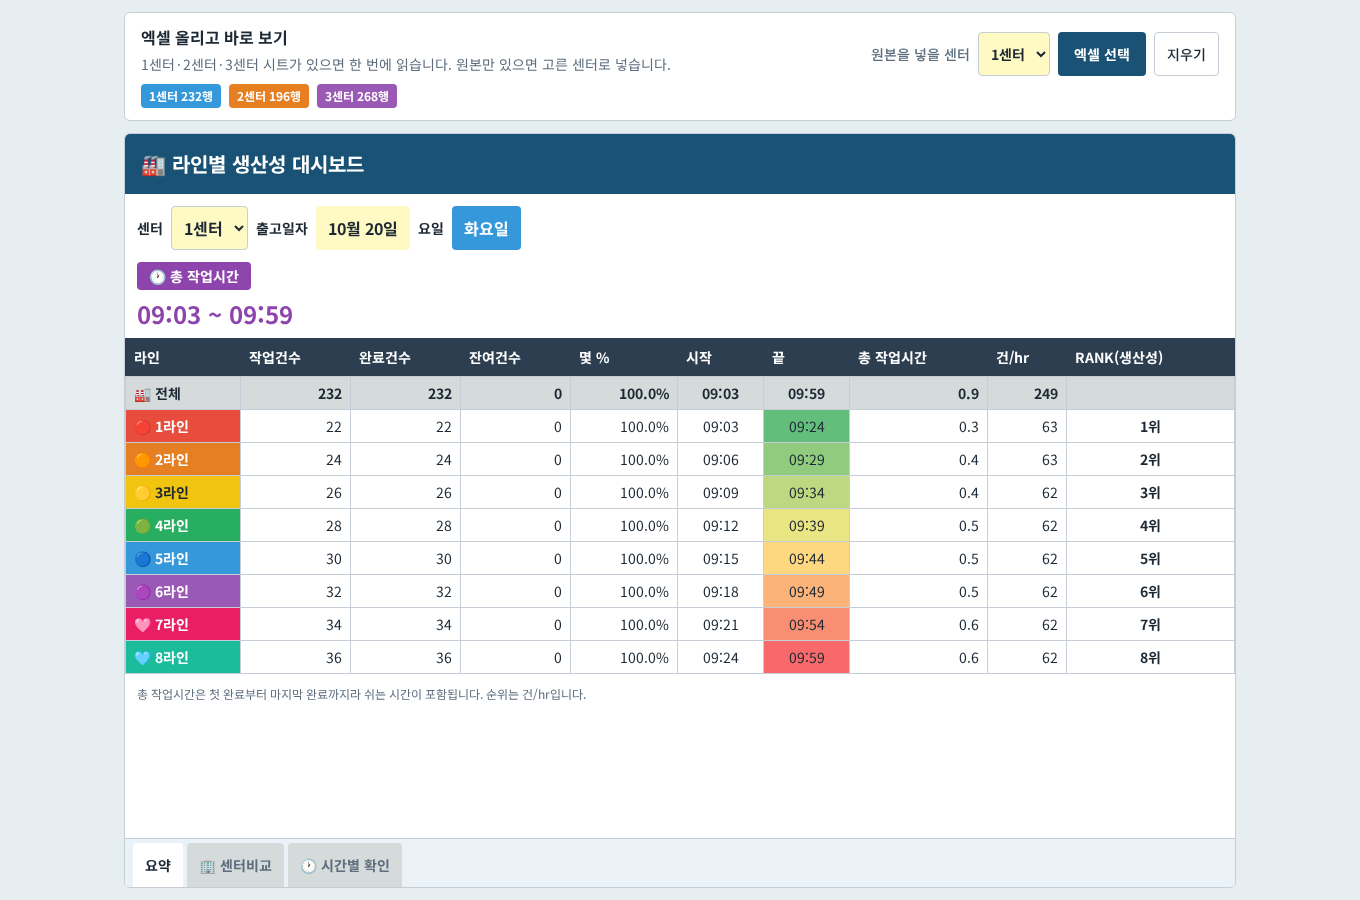 엑셀 올리고 바로 보기
1센터·2센터·3센터 시트가 있으면 한 번에 읽습니다. 원본만 있으면 고른 센터로 넣습니다.
1센터 232행 2센터 196행 3센터 268행
원본을 넣을 센터 1센터 엑셀 선택 지우기
라인별 생산성 대시보드
센터 1센터 출고일자 10월 20일 요일 화요일
총 작업시간
09:03 ~ 09:59
라인 작업건수 완료건수 잔여건수 몇 % 시작 끝 총 작업시간 건/hr RANK(생산성)
전체 232 232 0 100.0% 09:03 09:59 0.9 249
1라인 22 22 0 100.0% 09:03 09:24 0.3 63 1위
2라인 24 24 0 100.0% 09:06 09:29 0.4 63 2위
3라인 26 26 0 100.0% 09:09 09:34 0.4 62 3위
4라인 28 28 0 100.0% 09:12 09:39 0.5 62 4위
5라인 30 30 0 100.0% 09:15 09:44 0.5 62 5위
6라인 32 32 0 100.0% 09:18 09:49 0.5 62 6위
7라인 34 34 0 100.0% 09:21 09:54 0.6 62 7위
8라인 36 36 0 100.0% 09:24 09:59 0.6 62 8위
총 작업시간은 첫 완료부터 마지막 완료까지라 쉬는 시간이 포함됩니다. 순위는 건/hr입니다.
요약 센터비교 시간별 확인